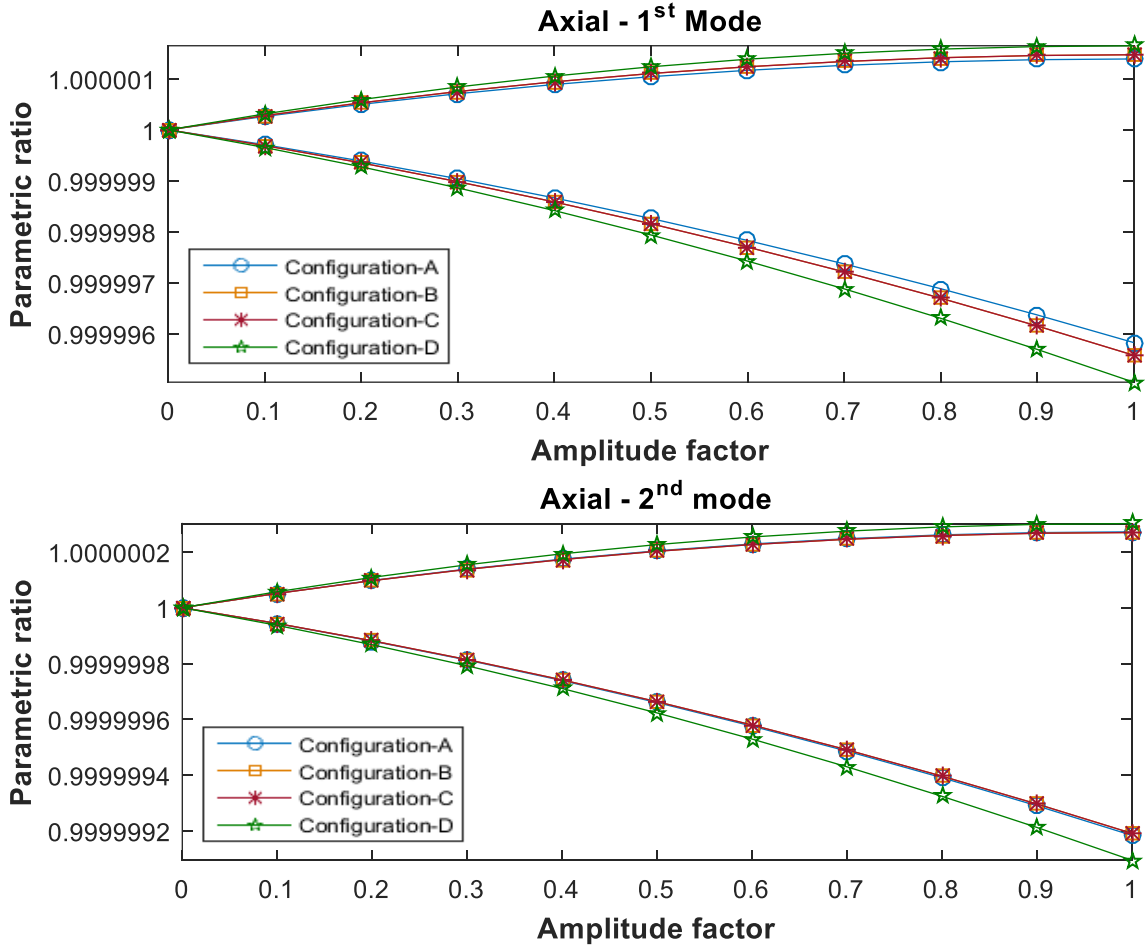 Axial - 1st Mode
Parametric ratio
1.000001
1
0.999999
0.999998
0.999997
0.999996
Configuration-A
Configuration-B
Configuration-C
Configuration-D
0 0.1 0.2 0.3 0.4 0.5 0.6 0.7 0.8 0.9 1
Amplitude factor
Axial - 2nd mode
Parametric ratio
1.0000002
1
0.9999998
0.9999996
0.9999994
0.9999992
Configuration-A
Configuration-B
Configuration-C
Configuration-D
0 0.1 0.2 0.3 0.4 0.5 0.6 0.7 0.8 0.9 1
Amplitude factor